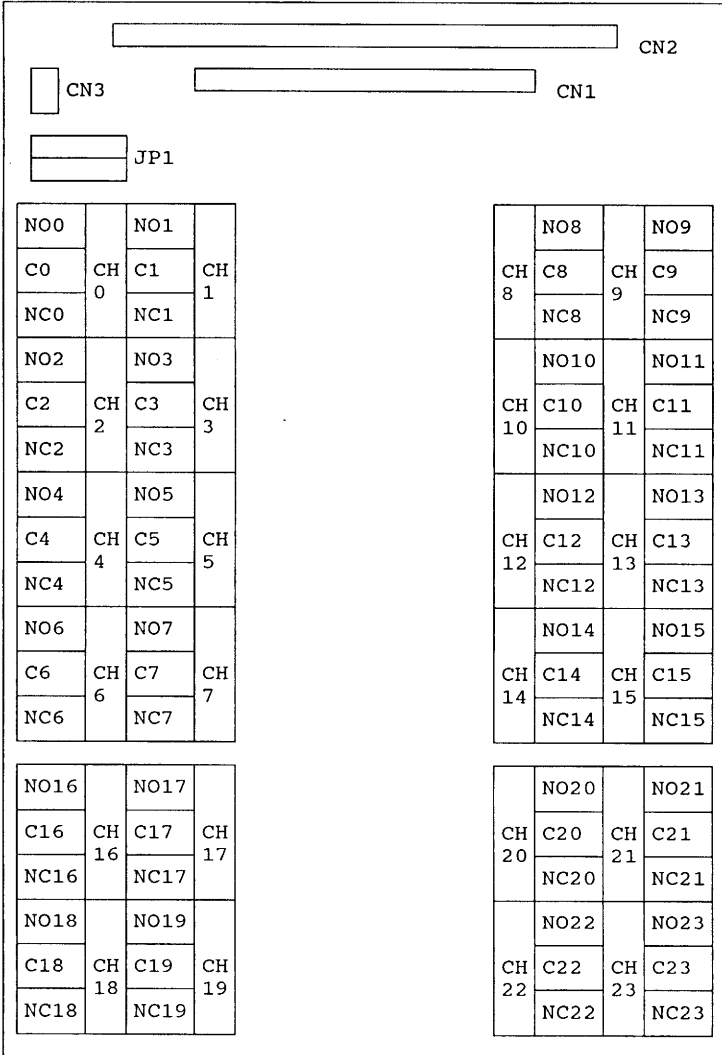 CN2
CN1
CN3
JP1
NO0 NO1 NO8 NO9
C0 CH 0 C1 CH 1 CH 8 C8 CH 9 C9
NC0 NC1 NC8 NC9
NO2 NO3 NO10 NO11
C2 CH 2 C3 CH 3 CH 10 C10 CH 11 C11
NC2 NC3 NC10 NC11
NO4 NO5 NO12 NO13
C4 CH 4 C5 CH 5 CH 12 C12 CH 13 C13
NC4 NC5 NC12 NC13
NO6 NO7 NO14 NO15
C6 CH 6 C7 CH 7 CH 14 C14 CH 15 C15
NC6 NC7 NC14 NC15
NO16 NO17 NO20 NO21
C16 CH 16 C17 CH 17 CH 20 C20 CH 21 C21
NC16 NC17 NC20 NC21
NO18 NO19 NO22 NO23
C18 CH 18 C19 CH 19 CH 22 C22 CH 23 C23
NC18 NC19 NC22 NC23